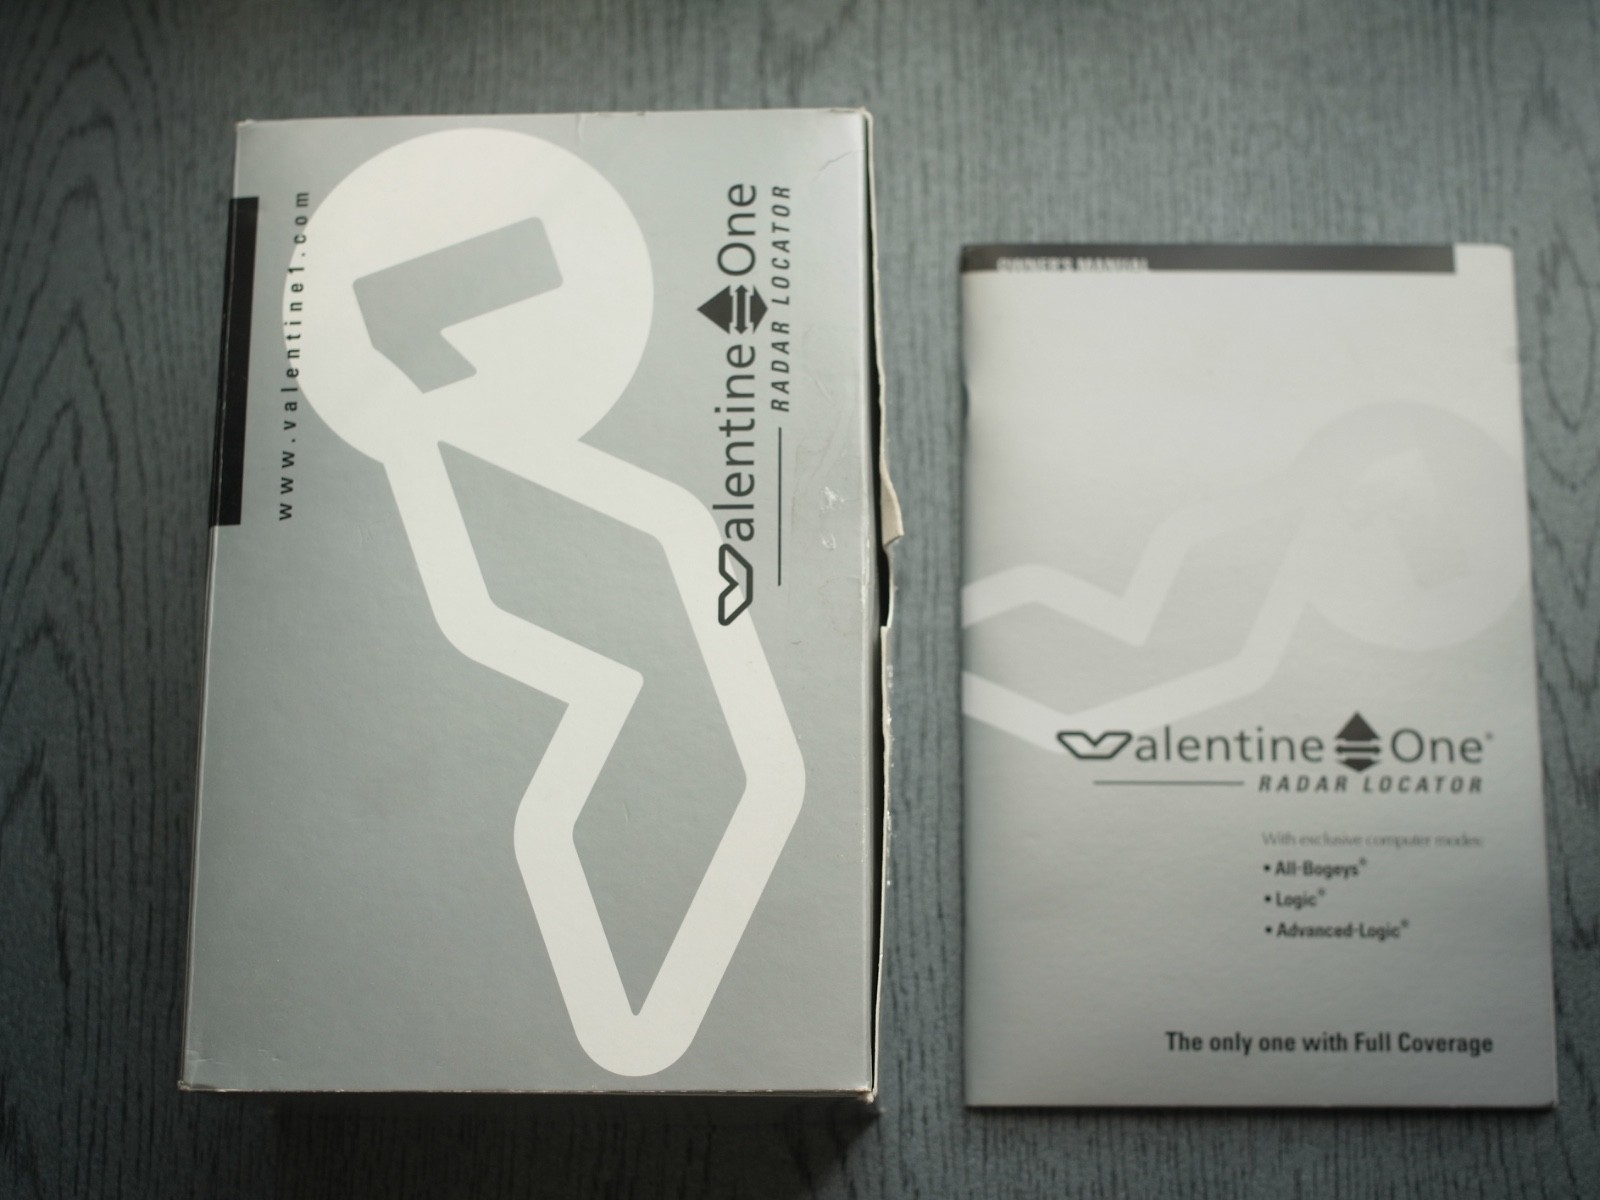 www.valentine1.com
Valentine One
RADAR LOCATOR
OWNER'S MANUAL
Valentine One®
RADAR LOCATOR
With exclusive computer modes:
• All-Bogeys®
• Logic®
• Advanced-Logic®
The only one with Full Coverage